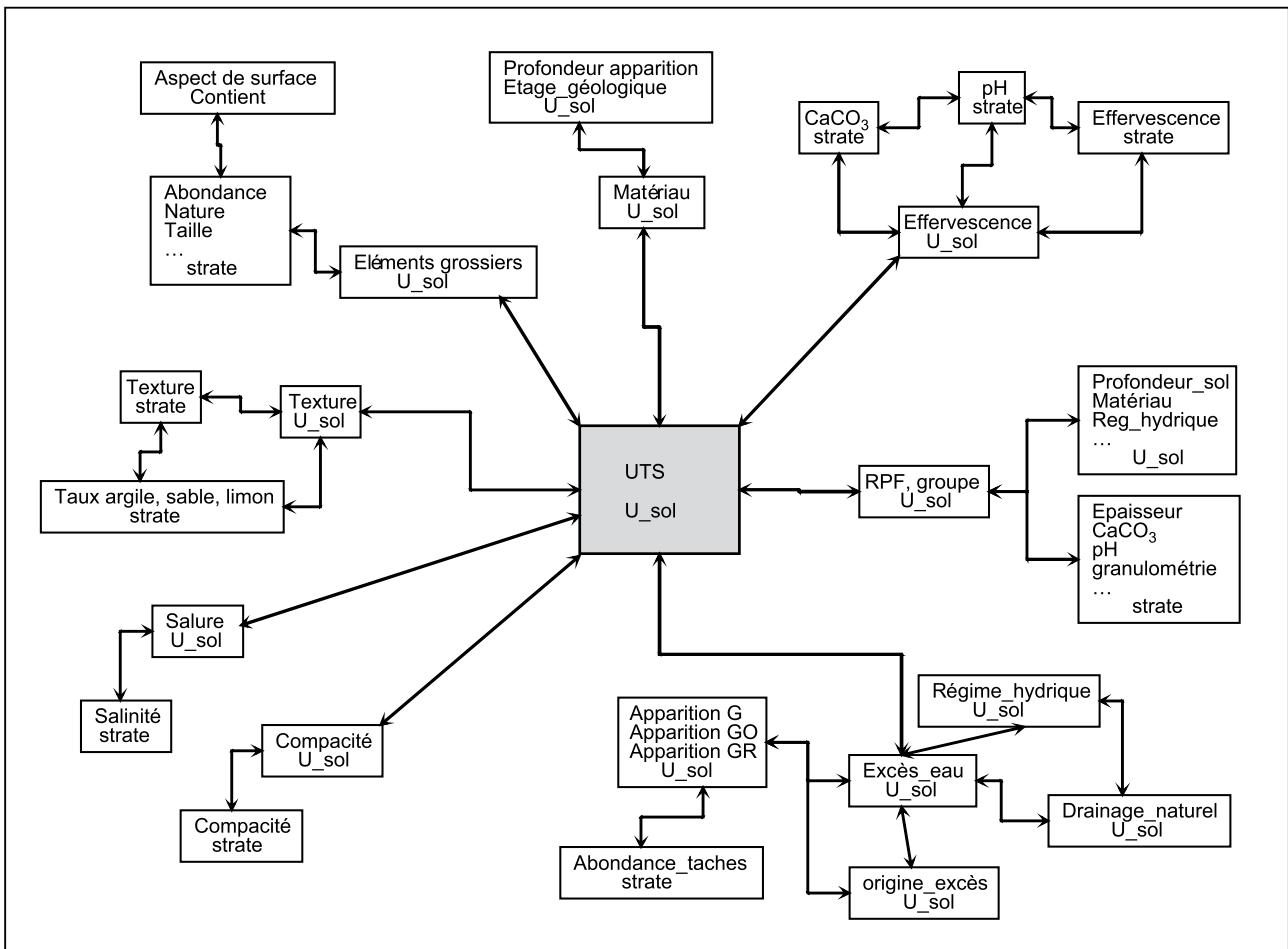 Aspect de surface
Contient
Profondeur apparition
Etage_géologique
U_sol
pH
strate
CaCO3
strate
Effervescence
strate
Abondance
Nature
Taille
…
strate
Matériau
U_sol
Effervescence
U_sol
Eléments grossiers
U_sol
Texture
strate
Texture
U_sol
Taux argile, sable, limon
strate
UTS
U_sol
RPF, groupe
U_sol
Profondeur_sol
Matériau
Reg_hydrique
…
U_sol
Epaisseur
CaCO3
pH
granulométrie
…
strate
Salure
U_sol
Salinité
strate
Compacité
U_sol
Compacité
strate
Apparition G
Apparition GO
Apparition GR
U_sol
Abondance_taches
strate
Régime_hydrique
U_sol
Excès_eau
U_sol
Drainage_naturel
U_sol
origine_excès
U_sol